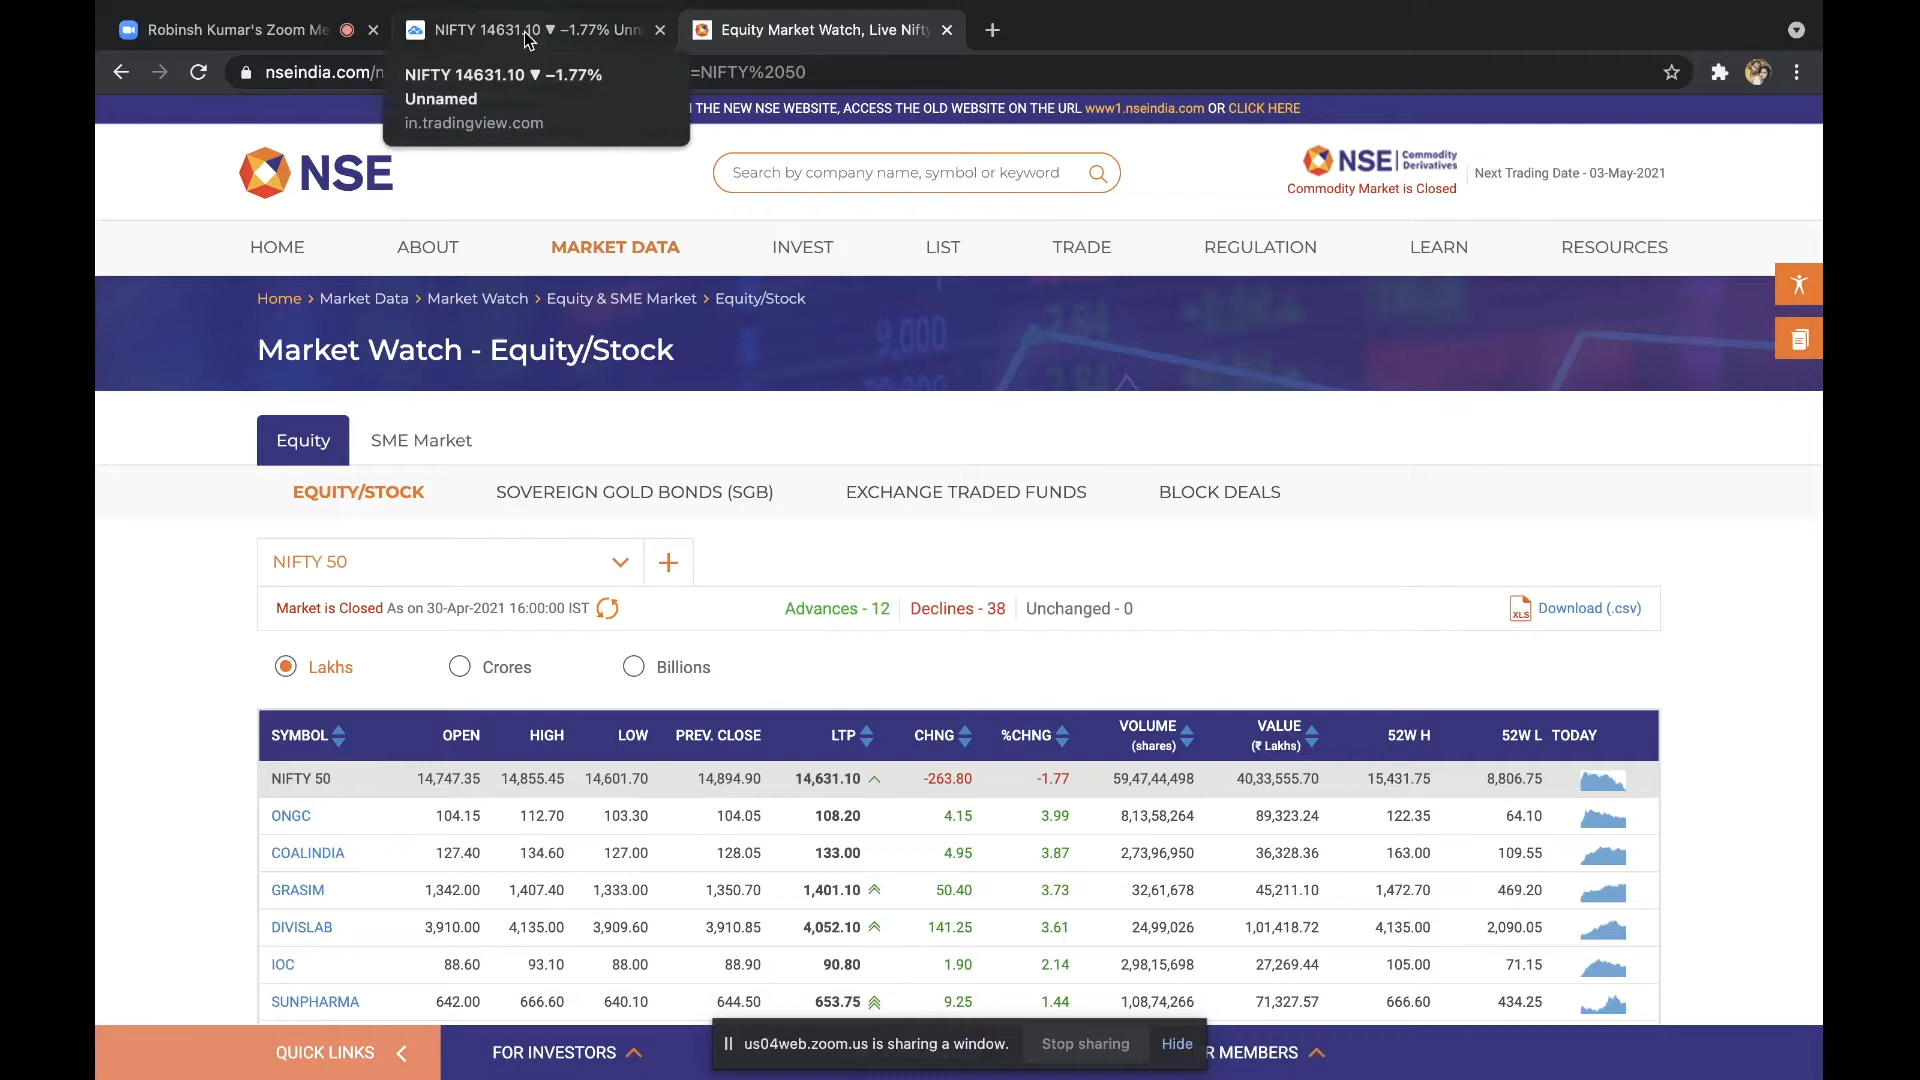 Robinsh Kumar's Zoom Me
NIFTY 14631.10 ▼ −1.77% Unn
Equity Market Watch, Live Nifty
nseindia.com/n
=NIFTY%2050
NIFTY 14631.10 ▼ −1.77%
Unnamed
in.tradingview.com
THE NEW NSE WEBSITE, ACCESS THE OLD WEBSITE ON THE URL www1.nseindia.com OR CLICK HERE
NSE
Search by company name, symbol or keyword
NSE Commodity Derivatives
Commodity Market is Closed
Next Trading Date - 03-May-2021
HOME ABOUT MARKET DATA INVEST LIST TRADE REGULATION LEARN RESOURCES
Home > Market Data > Market Watch > Equity & SME Market > Equity/Stock
Market Watch - Equity/Stock
Equity SME Market
EQUITY/STOCK SOVEREIGN GOLD BONDS (SGB) EXCHANGE TRADED FUNDS BLOCK DEALS
NIFTY 50
Market is Closed As on 30-Apr-2021 16:00:00 IST Advances - 12 Declines - 38 Unchanged - 0 XLS Download (.csv)
Lakhs Crores Billions
SYMBOL OPEN HIGH LOW PREV. CLOSE LTP CHNG %CHNG VOLUME (shares) VALUE (₹ Lakhs) 52W H 52W L TODAY
NIFTY 50 14,747.35 14,855.45 14,601.70 14,894.90 14,631.10 -263.80 -1.77 59,47,44,498 40,33,555.70 15,431.75 8,806.75
ONGC 104.15 112.70 103.30 104.05 108.20 4.15 3.99 8,13,58,264 89,323.24 122.35 64.10
COALINDIA 127.40 134.60 127.00 128.05 133.00 4.95 3.87 2,73,96,950 36,328.36 163.00 109.55
GRASIM 1,342.00 1,407.40 1,333.00 1,350.70 1,401.10 50.40 3.73 32,61,678 45,211.10 1,472.70 469.20
DIVISLAB 3,910.00 4,135.00 3,909.60 3,910.85 4,052.10 141.25 3.61 24,99,026 1,01,418.72 4,135.00 2,090.05
IOC 88.60 93.10 88.00 88.90 90.80 1.90 2.14 2,98,15,698 27,269.44 105.00 71.15
SUNPHARMA 642.00 666.60 640.10 644.50 653.75 9.25 1.44 1,08,74,266 71,327.57 666.60 434.25
QUICK LINKS FOR INVESTORS R MEMBERS
us04web.zoom.us is sharing a window. Stop sharing Hide